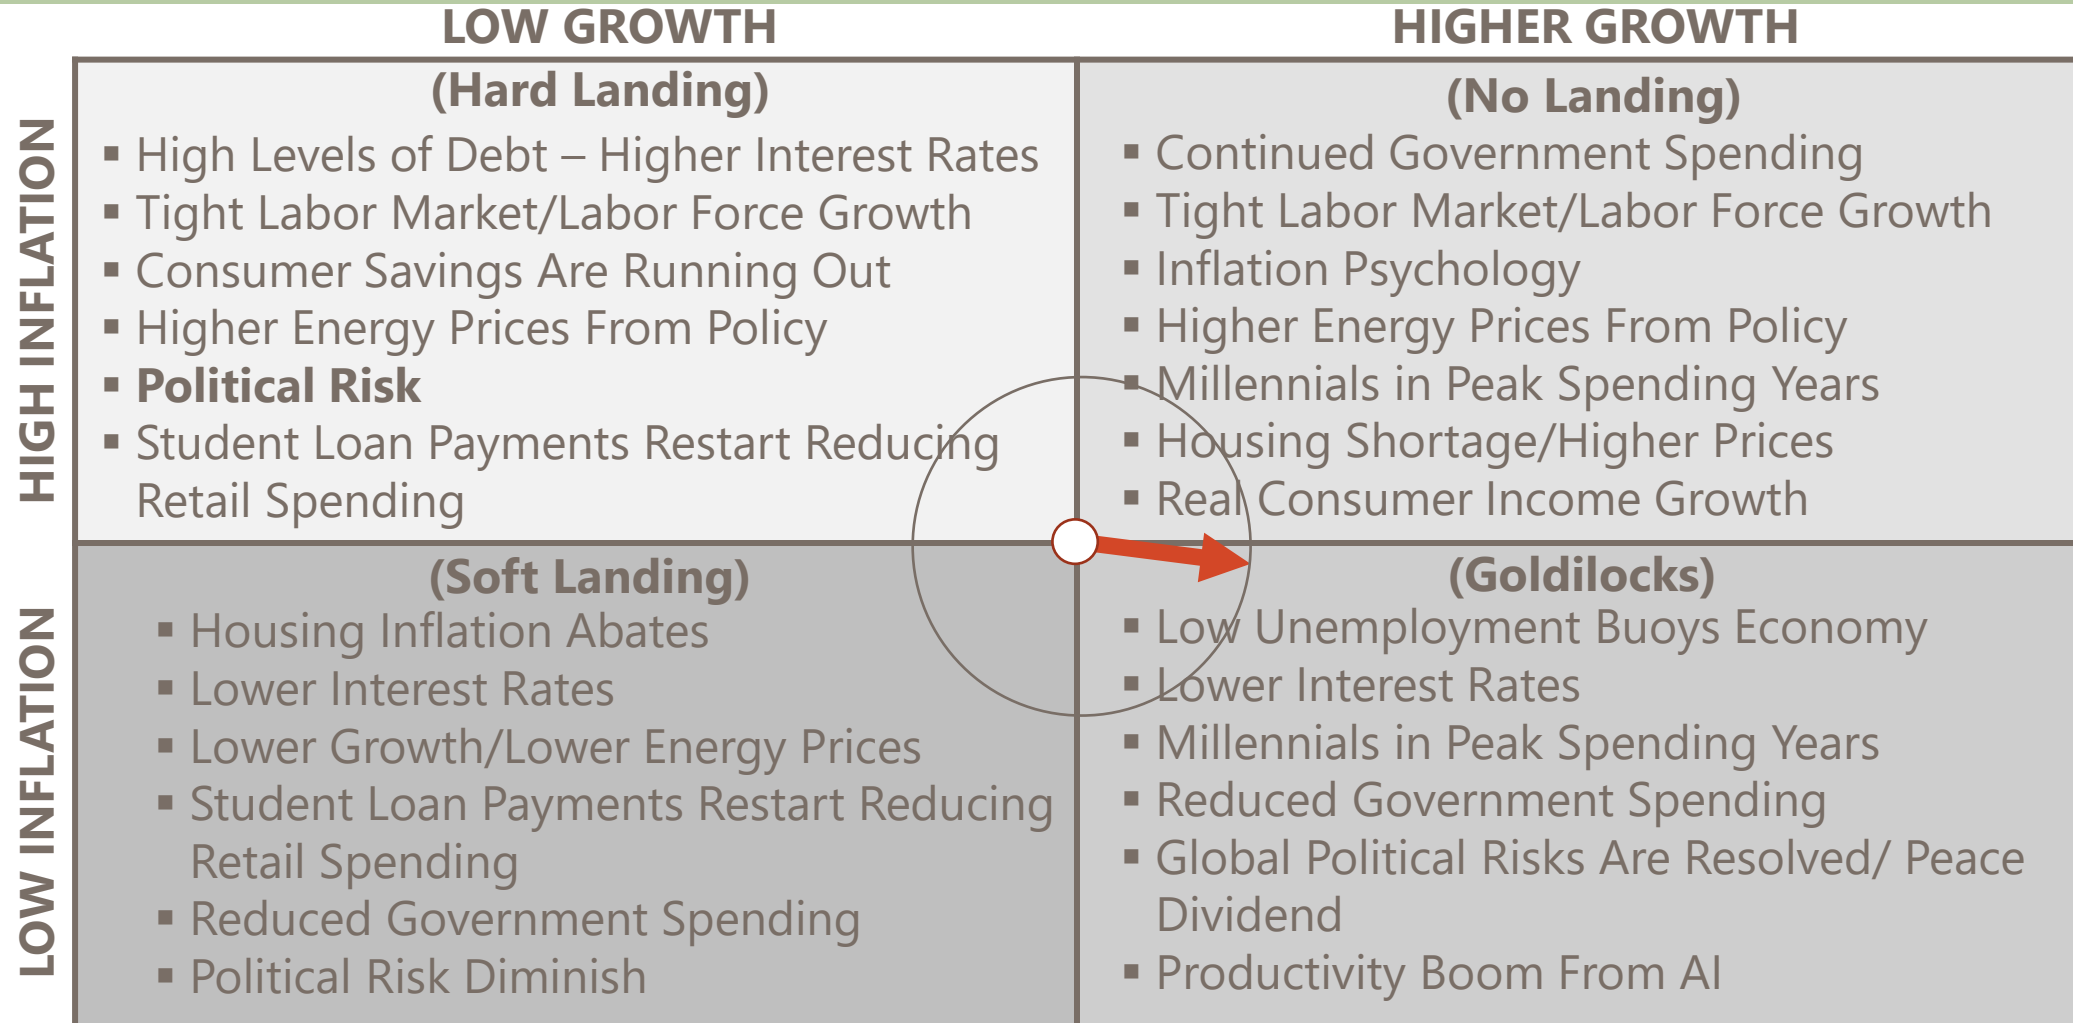 LOW GROWTH
HIGHER GROWTH
HIGH INFLATION
(Hard Landing)
▪ High Levels of Debt – Higher Interest Rates
▪ Tight Labor Market/Labor Force Growth
▪ Consumer Savings Are Running Out
▪ Higher Energy Prices From Policy
▪ Political Risk
▪ Student Loan Payments Restart Reducing
Retail Spending
(No Landing)
▪ Continued Government Spending
▪ Tight Labor Market/Labor Force Growth
▪ Inflation Psychology
▪ Higher Energy Prices From Policy
▪ Millennials in Peak Spending Years
▪ Housing Shortage/Higher Prices
▪ Real Consumer Income Growth
LOW INFLATION
(Soft Landing)
▪ Housing Inflation Abates
▪ Lower Interest Rates
▪ Lower Growth/Lower Energy Prices
▪ Student Loan Payments Restart Reducing
Retail Spending
▪ Reduced Government Spending
▪ Political Risk Diminish
(Goldilocks)
▪ Low Unemployment Buoys Economy
▪ Lower Interest Rates
▪ Millennials in Peak Spending Years
▪ Reduced Government Spending
▪ Global Political Risks Are Resolved/ Peace
Dividend
▪ Productivity Boom From AI